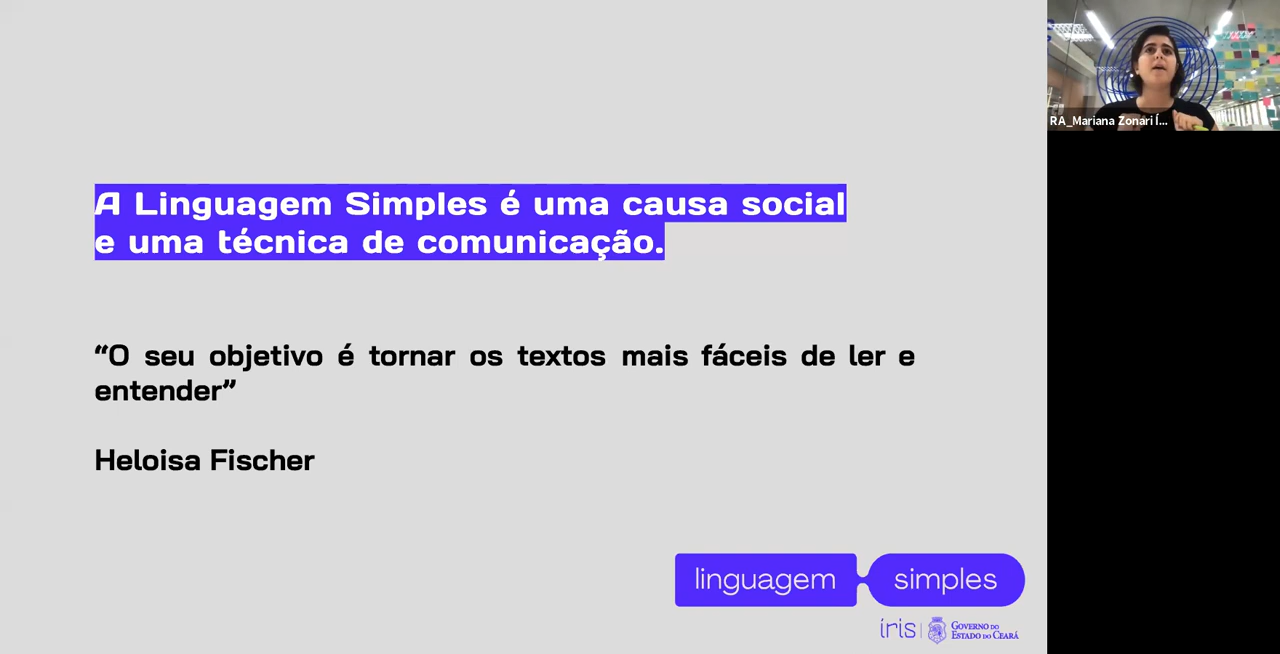 A Linguagem Simples é uma causa social
e uma técnica de comunicação.
“O seu objetivo é tornar os textos mais fáceis de ler e
entender”
Heloisa Fischer
linguagem simples
íris
Governo do
Estado do Ceará
RA_Mariana Zonari Í...